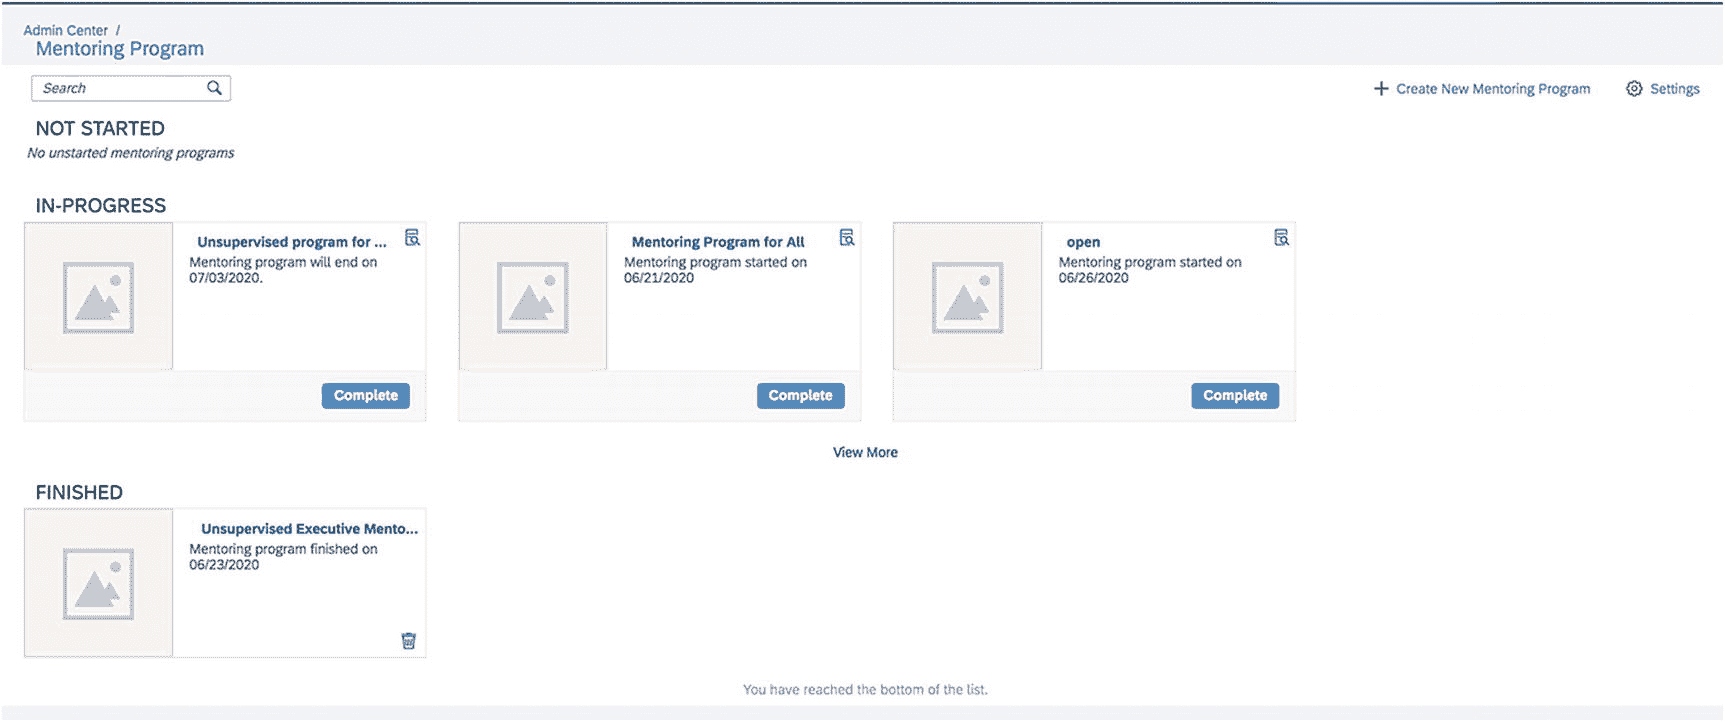 Admin Center /
Mentoring Program
Search
+ Create New Mentoring Program
Settings
NOT STARTED
No unstarted mentoring programs
IN-PROGRESS
Unsupervised program for ...
Mentoring program will end on
07/03/2020.
Complete
Mentoring Program for All
Mentoring program started on
06/21/2020
Complete
open
Mentoring program started on
06/26/2020
Complete
View More
FINISHED
Unsupervised Executive Mento...
Mentoring program finished on
06/23/2020
You have reached the bottom of the list.